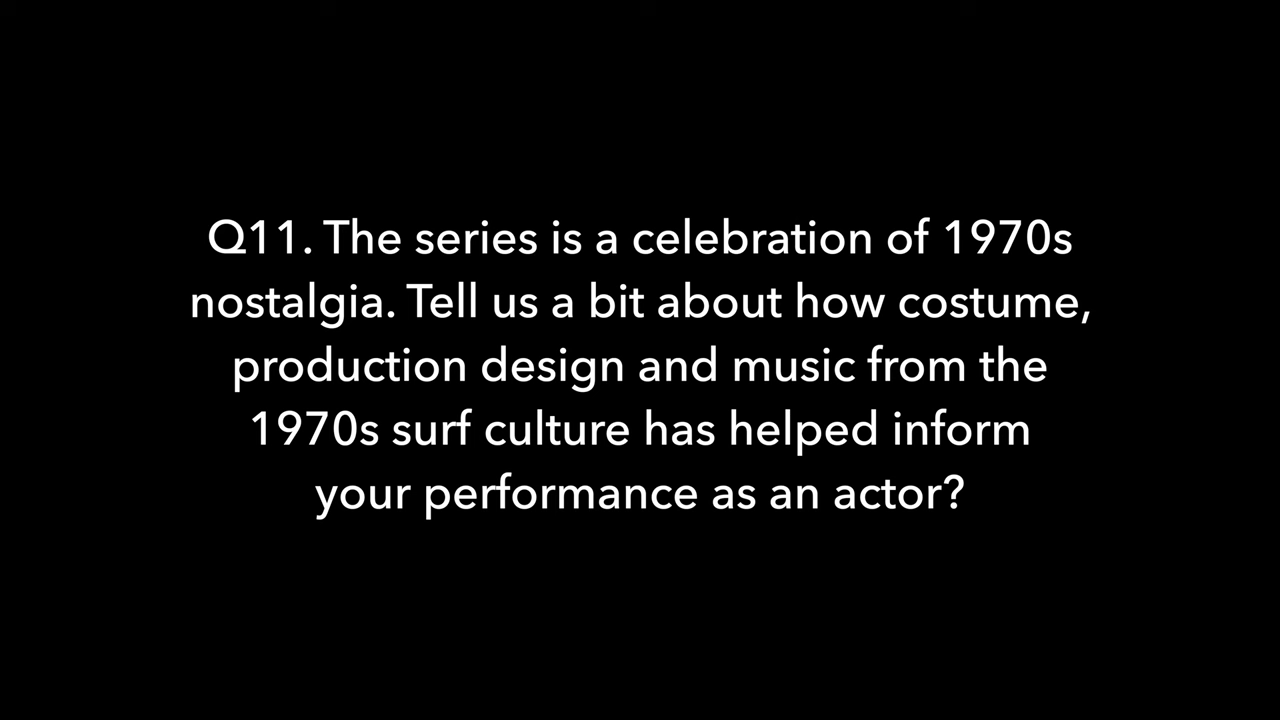 Q11. The series is a celebration of 1970s
nostalgia. Tell us a bit about how costume,
production design and music from the
1970s surf culture has helped inform
your performance as an actor?